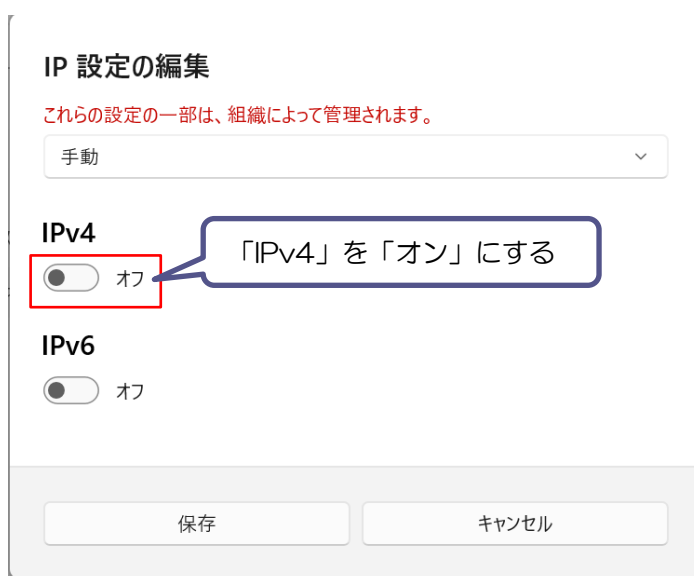 IP 設定の編集
これらの設定の一部は、組織によって管理されます。
手動
IPv4
「IPv4」を「オン」にする
オフ
IPv6
オフ
保存
キャンセル